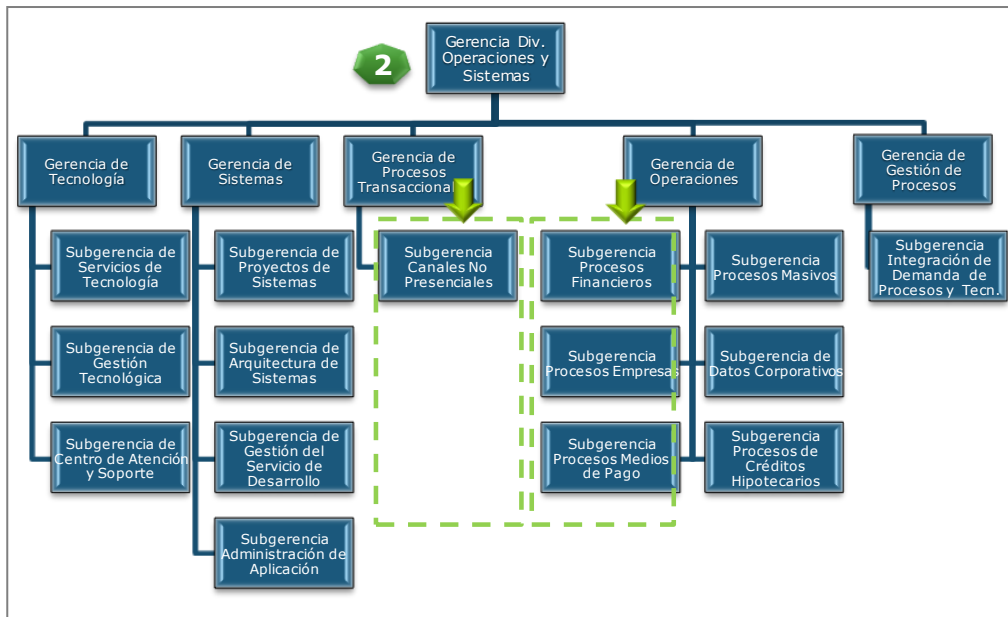 Gerencia Div.
Operaciones y
Sistemas
2
Gerencia de
Tecnología
Gerencia de
Sistemas
Gerencia de
Procesos
Transaccional
Gerencia de
Operaciones
Gerencia de
Gestión de
Procesos
Subgerencia de
Servicios de
Tecnología
Subgerencia de
Gestión
Tecnológica
Subgerencia de
Centro de Atención
y Soporte
Subgerencia de
Proyectos de
Sistemas
Subgerencia de
Arquitectura de
Sistemas
Subgerencia de
Gestión del
Servicio de
Desarrollo
Subgerencia
Administración de
Aplicación
Subgerencia
Canales No
Presenciales
Subgerencia
Procesos
Financieros
Subgerencia
Procesos Empresas
Subgerencia
Procesos Medios
de Pago
Subgerencia
Procesos Masivos
Subgerencia de
Datos Corporativos
Subgerencia
Procesos de
Créditos
Hipotecarios
Subgerencia
Integración de
Demanda de
Procesos y Tecn.